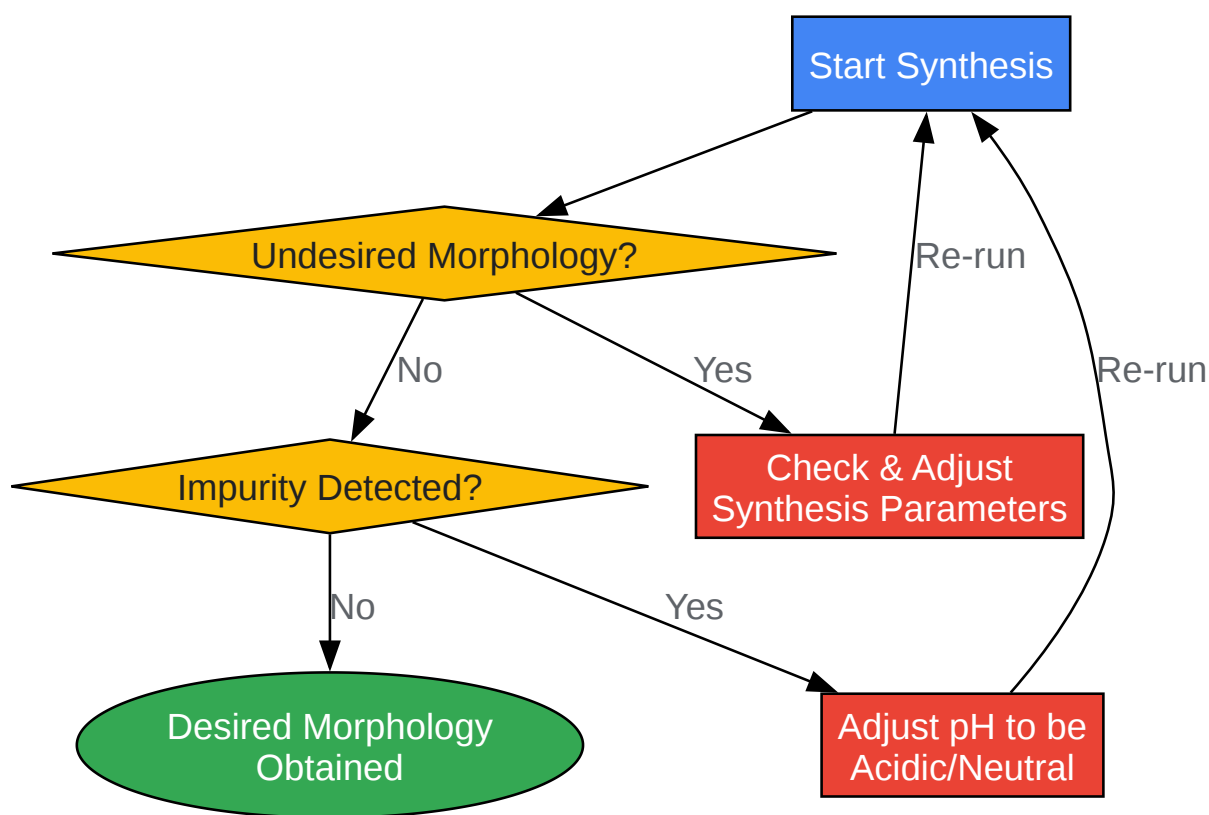 Start Synthesis
Undesired Morphology?
Re-run
No
Yes
Re-run
Check & Adjust
Synthesis Parameters
Impurity Detected?
No
Yes
Desired Morphology
Obtained
Adjust pH to be
Acidic/Neutral